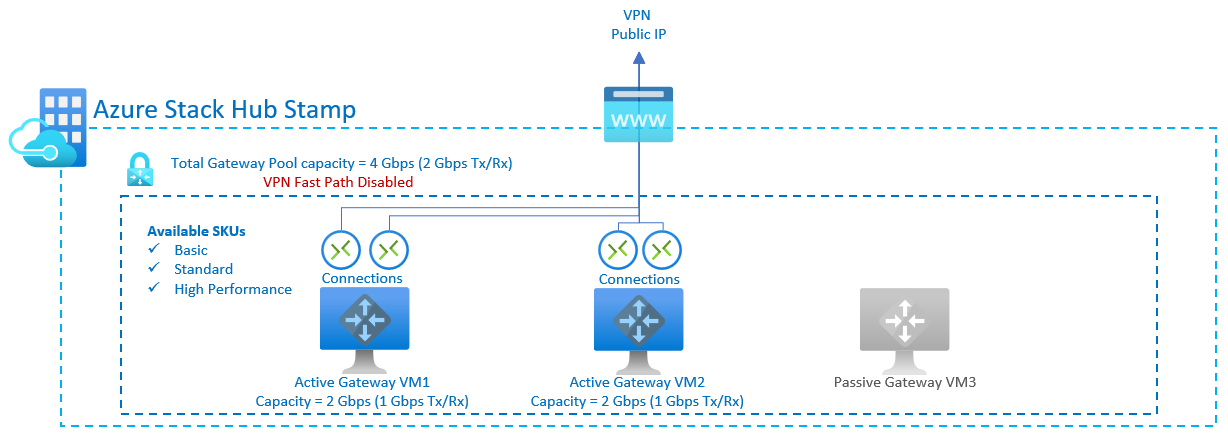 VPN
Public IP
WWW
Azure Stack Hub Stamp
Total Gateway Pool capacity = 4 Gbps (2 Gbps Tx/Rx)
VPN Fast Path Disabled
Available SKUs
✓ Basic
✓ Standard
✓ High Performance
Connections
Connections
Active Gateway VM1
Capacity = 2 Gbps (1 Gbps Tx/Rx)
Active Gateway VM2
Capacity = 2 Gbps (1 Gbps Tx/Rx)
Passive Gateway VM3